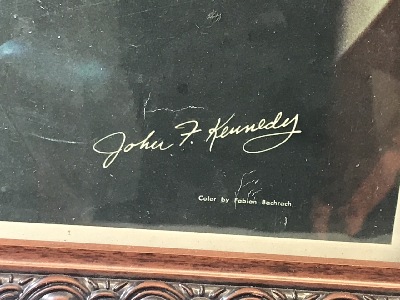 John F. Kennedy
Color by Fabian Bachrach